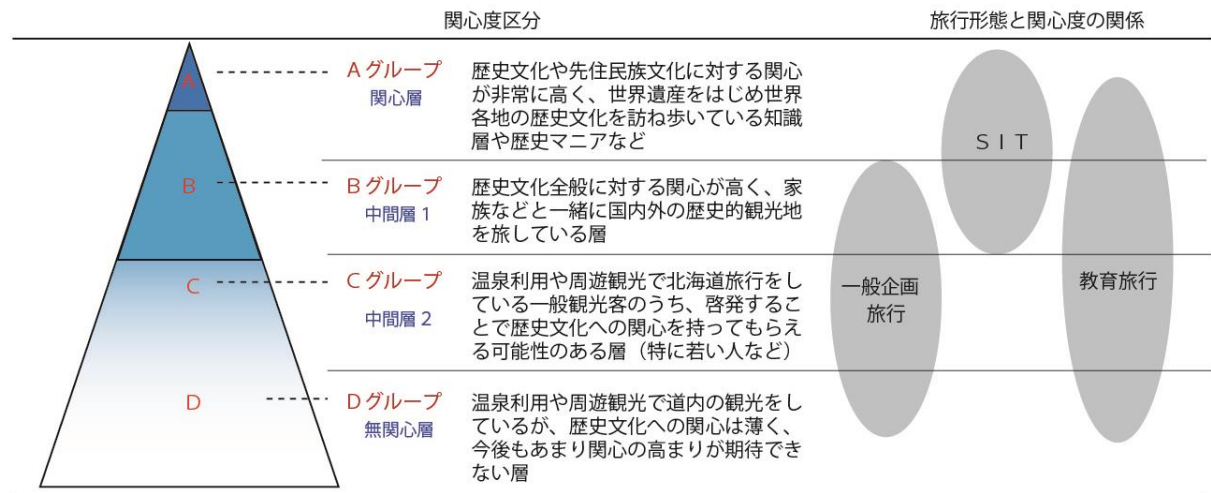 関心度区分
旅行形態と関心度の関係
A
Aグループ
関心層
歴史文化や先住民族文化に対する関心
が非常に高く、世界遺産をはじめ世界
各地の歴史文化を訪ね歩いている知識
層や歴史マニアなど
B
Bグループ
中間層1
歴史文化全般に対する関心が高く、家
族などと一緒に国内外の歴史的観光地
を旅している層
C
Cグループ
中間層2
温泉利用や周遊観光で北海道旅行をし
ている一般観光客のうち、啓発するこ
とで歴史文化への関心を持ってもらえ
る可能性のある層（特に若い人など）
D
Dグループ
無関心層
温泉利用や周遊観光で道内の観光をし
ているが、歴史文化への関心は薄く、
今後もあまり関心の高まりが期待でき
ない層
SIT
一般企画
旅行
教育旅行